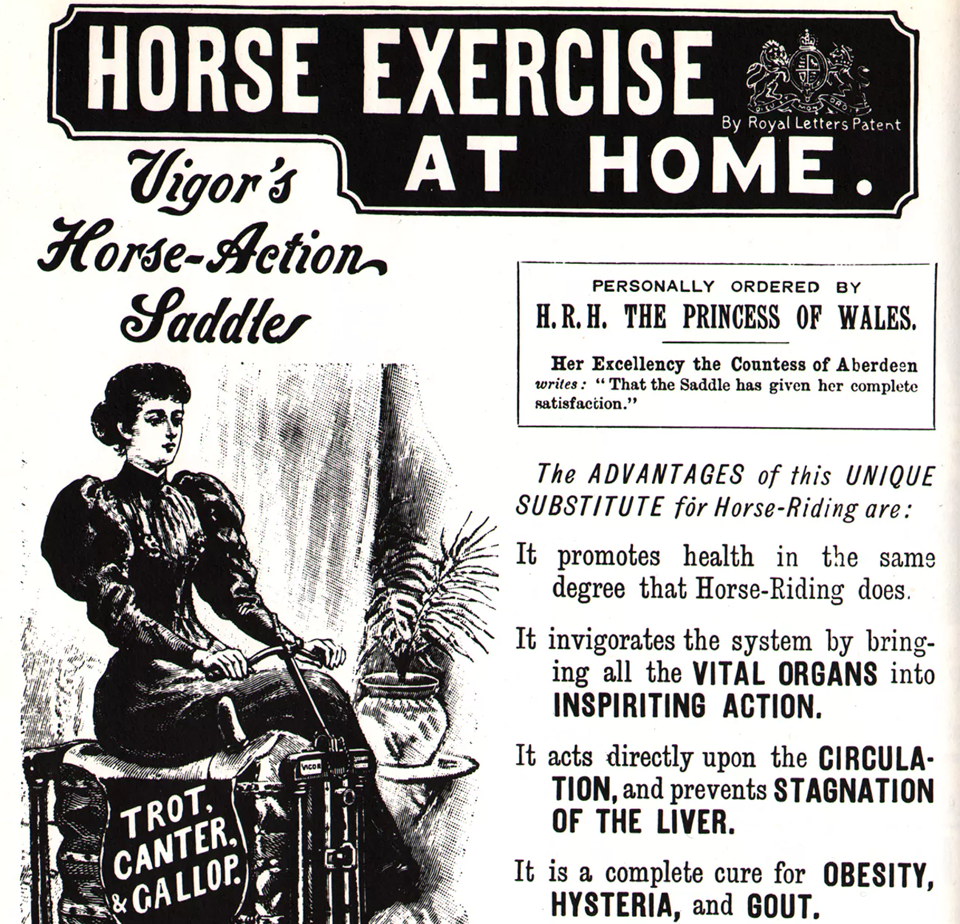 HORSE EXERCISE
By Royal Letters Patent
AT HOME.
Vigor's
Horse-Action
Saddle
PERSONALLY ORDERED BY
H.R.H. THE PRINCESS OF WALES.
Her Excellency the Countess of Aberdeen
writes: "That the Saddle has given her complete
satisfaction."
The ADVANTAGES of this UNIQUE
SUBSTITUTE for Horse-Riding are:
It promotes health in the same
degree that Horse-Riding does.
It invigorates the system by bring-
ing all the VITAL ORGANS into
INSPIRITING ACTION.
It acts directly upon the CIRCULA-
TION, and prevents STAGNATION
OF THE LIVER.
It is a complete cure for OBESITY,
HYSTERIA, and GOUT.
VIGOR
TROT,
CANTER,
& GALLOP.